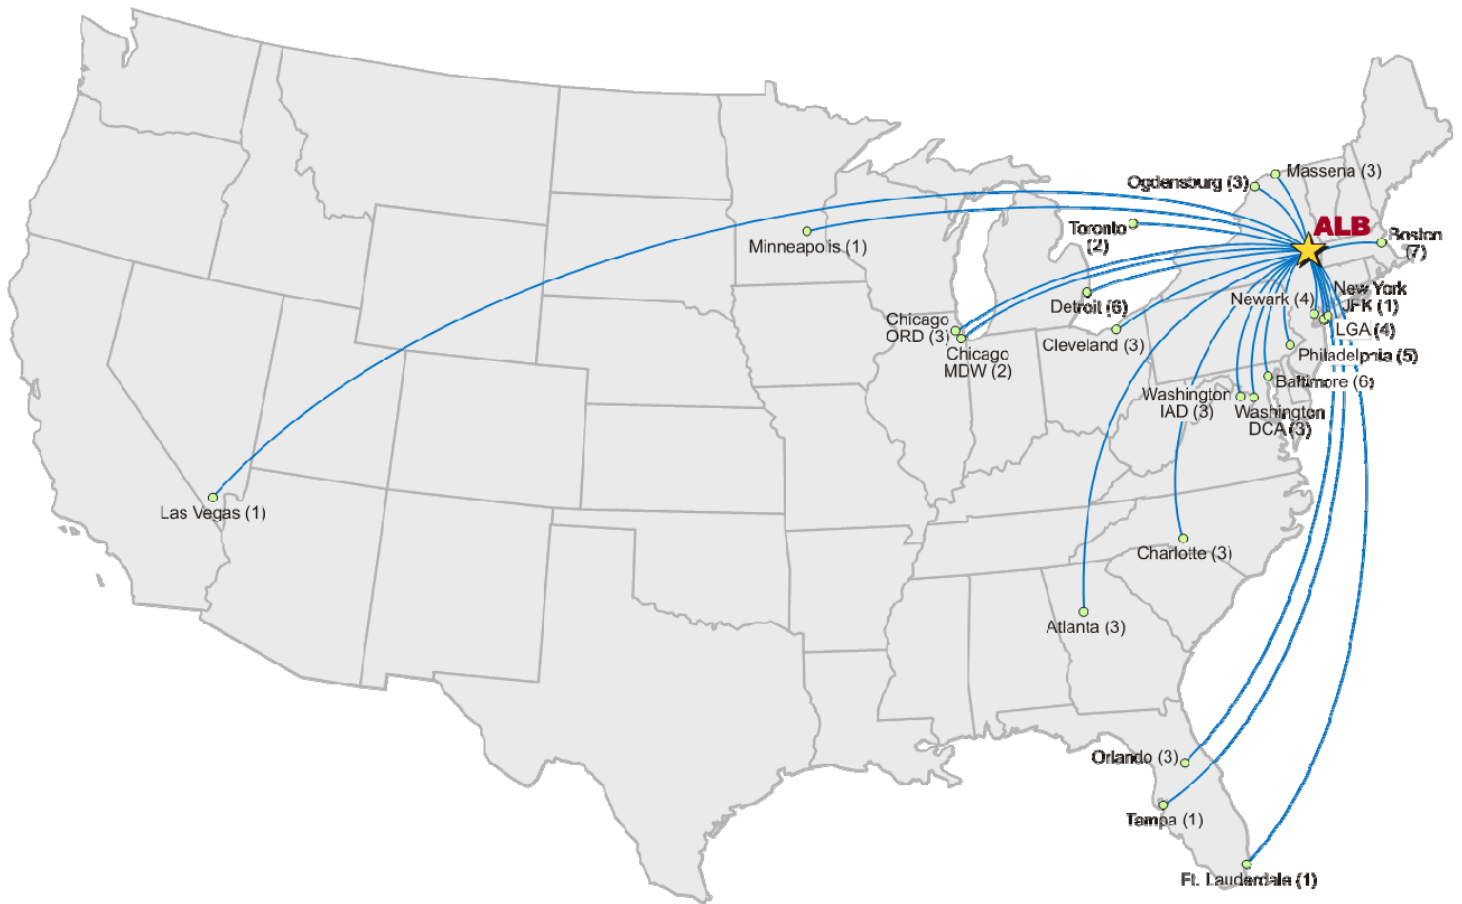 Massena (3)
Ogdensburg (3)
ALB
Toronto
(2)
Boston
(7)
Minneapolis (1)
New York
JFK (1)
Newark (4)
Detroit (6)
LGA (4)
Chicago
ORD (3)
Cleveland (3)
Chicago
MDW (2)
Philadelphia (5)
Baltimore (6)
Washington
IAD (3)
Washington
DCA (3)
Las Vegas (1)
Charlotte (3)
Atlanta (3)
Orlando (3)
Tampa (1)
Ft. Lauderdale (1)